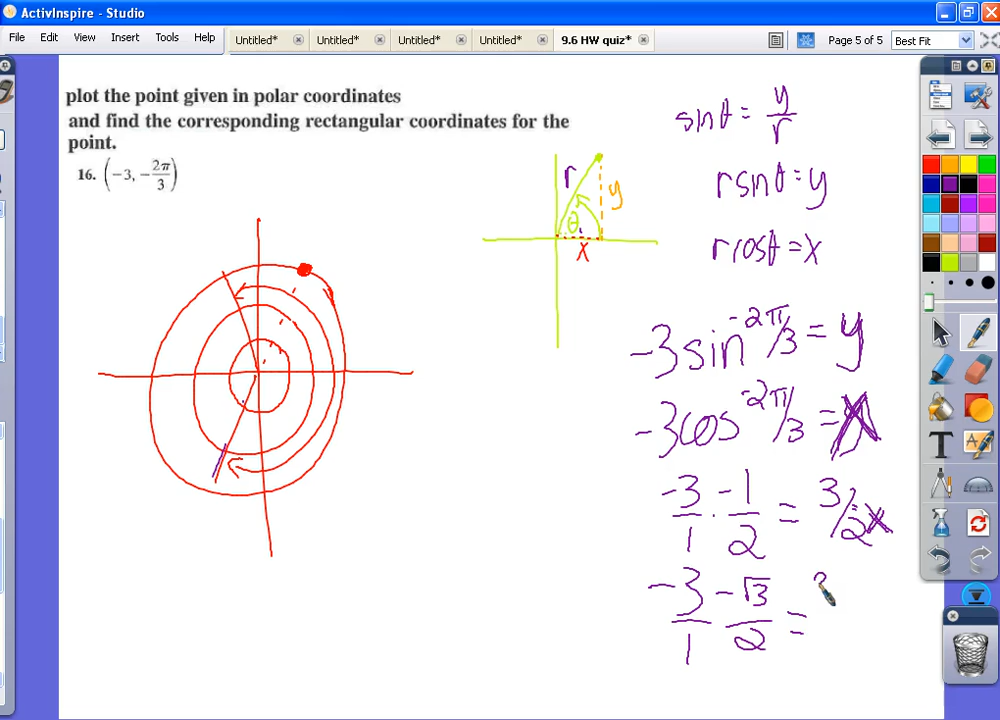 ActivInspire - Studio
File Edit View Insert Tools Help
Untitled* Untitled* Untitled* Untitled* 9.6 HW quiz*
Page 5 of 5 Best Fit
plot the point given in polar coordinates
and find the corresponding rectangular coordinates for the
point.
16. (-3, -2π/3)
r
θ
y
x
sinθ = y/r
rsinθ = y
rcosθ = x
-3sin -2π/3 = y
-3cos -2π/3 = x
-3/1 · -1/2 = 3/2 = x
-3/1 -√3/2 =